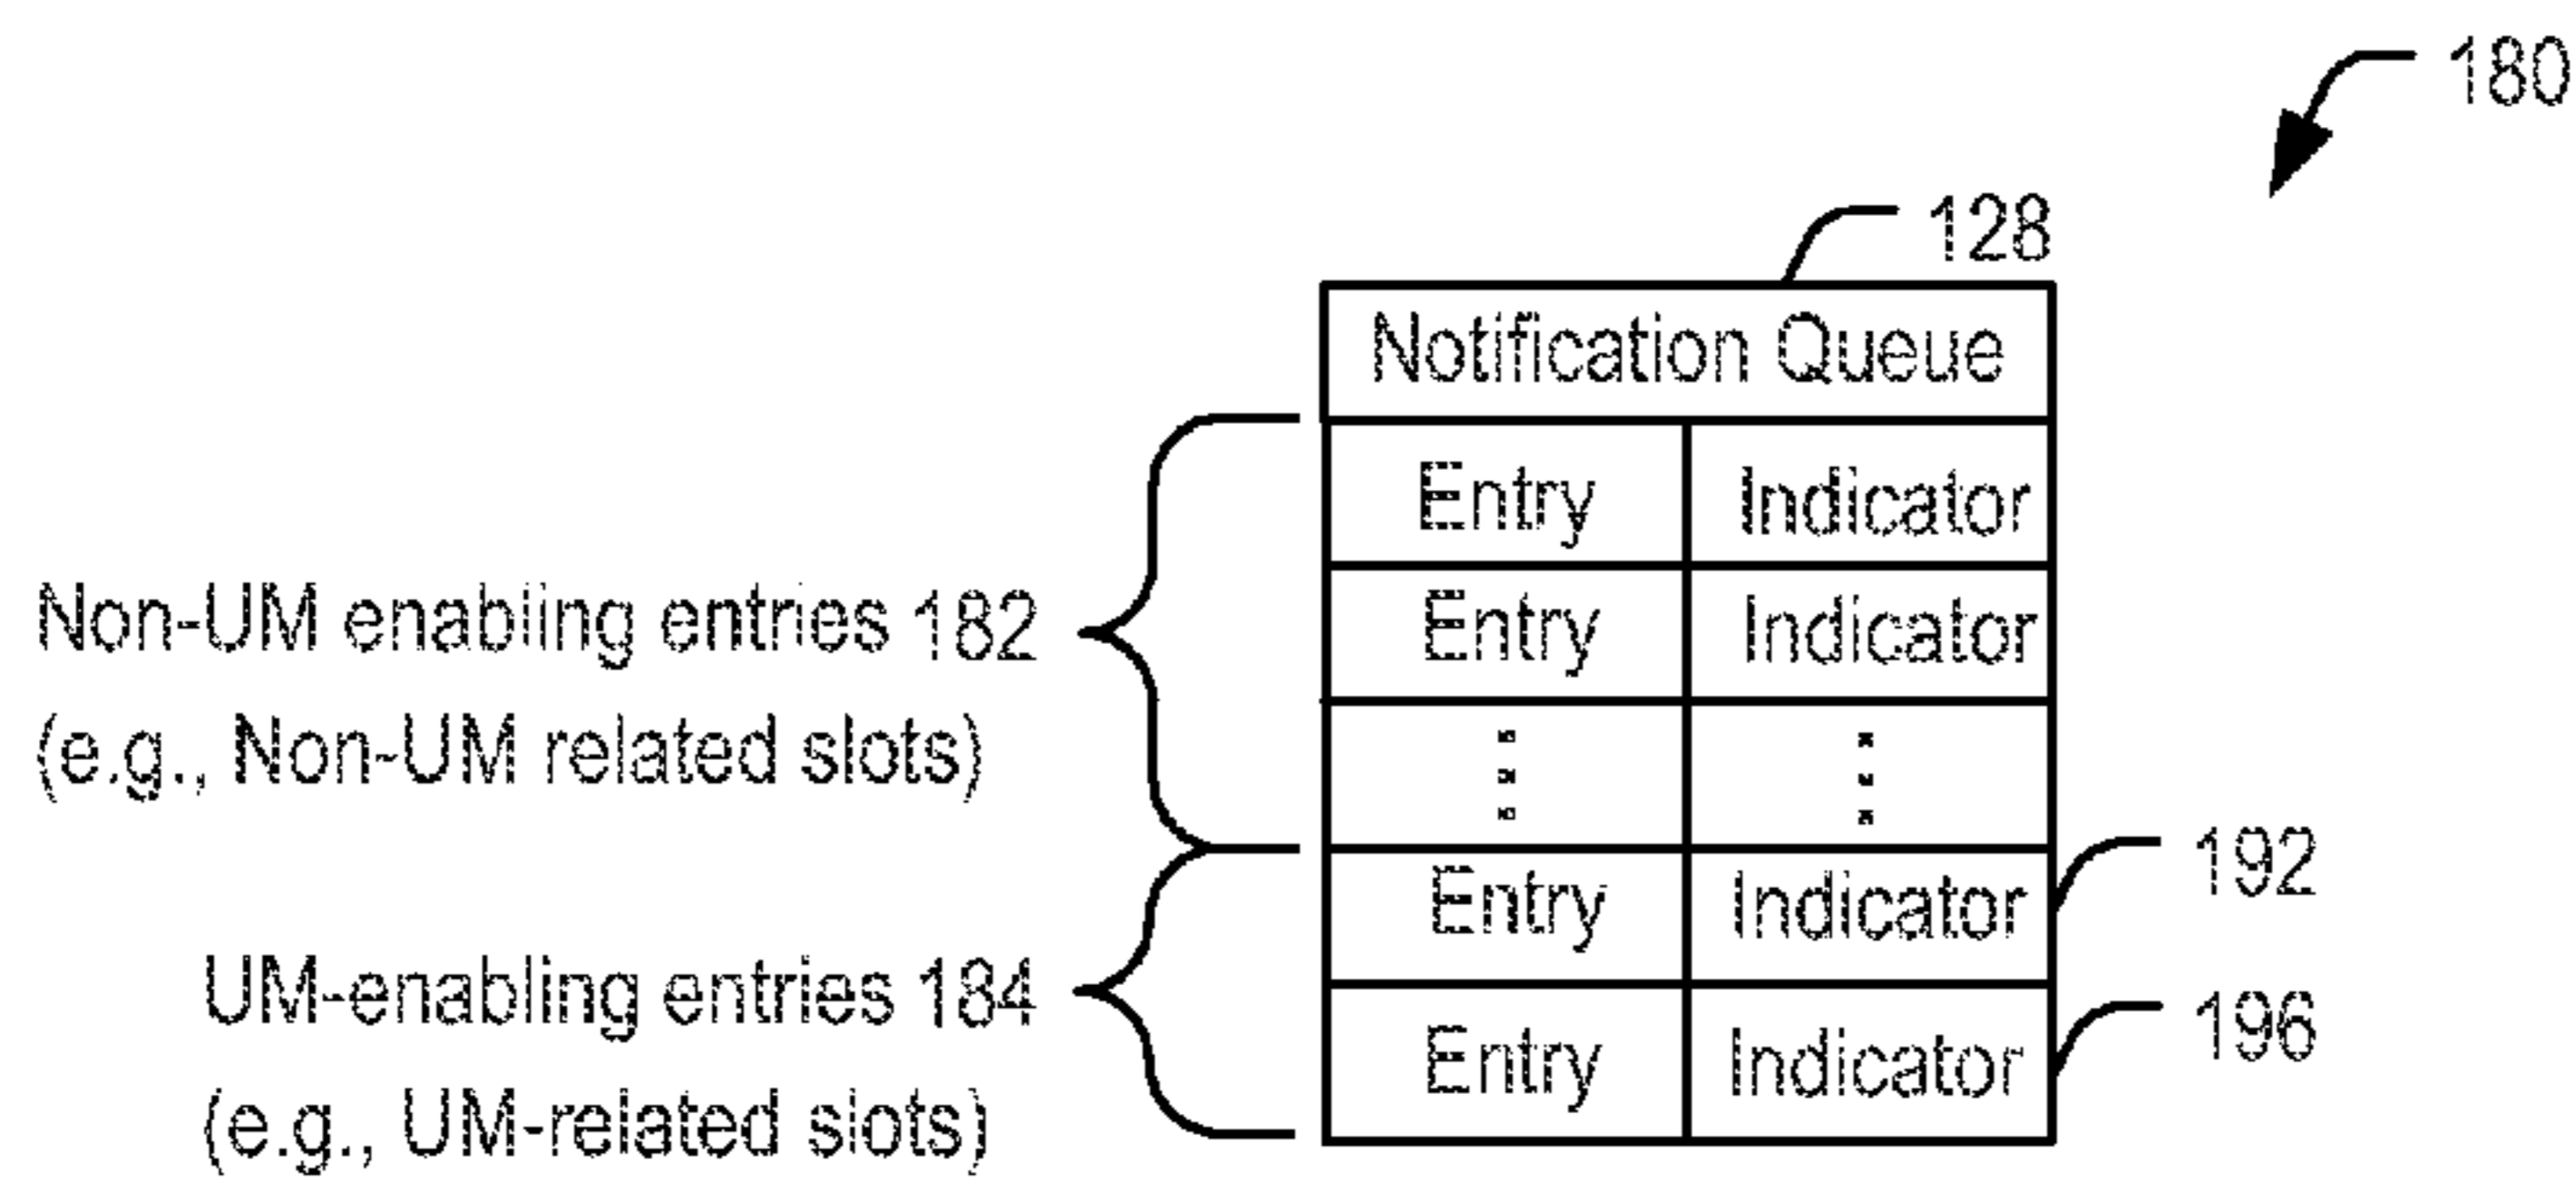 180
128
Notification Queue
Entry Indicator
Entry Indicator
Non-UM enabling entries 182
(e.g., Non-UM related slots)
Entry Indicator 192
UM-enabling entries 184
Entry Indicator 196
(e.g., UM-related slots)